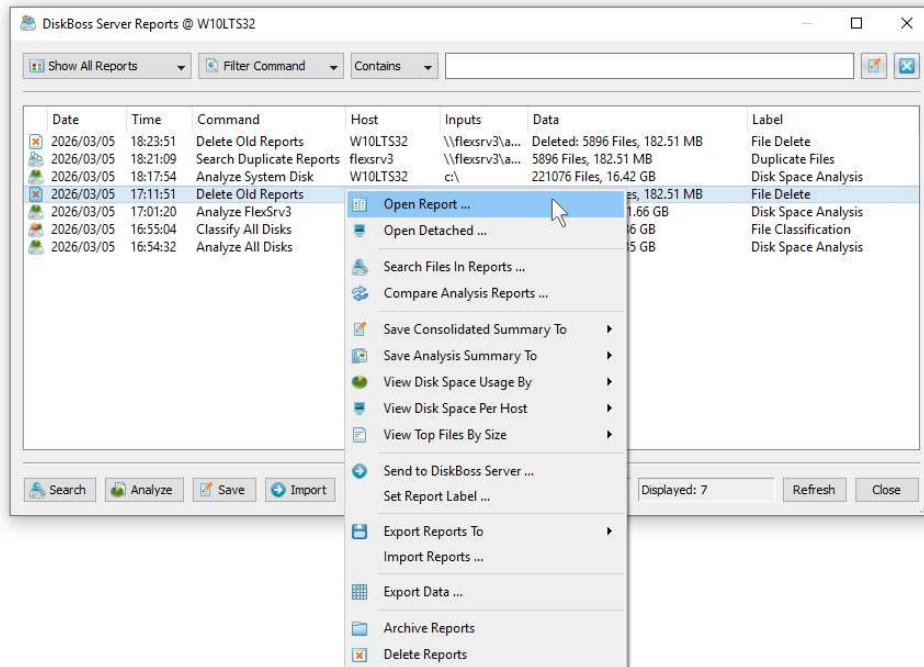 DiskBoss Server Reports @ W10LTS32
Show All Reports Filter Command Contains
Date Time Command Host Inputs Data Label
2026/03/05 18:23:51 Delete Old Reports W10LTS32 \\flexsrv3\a... Deleted: 5896 Files, 182.51 MB File Delete
2026/03/05 18:21:09 Search Duplicate Reports flexsrv3 \\flexsrv3\a... 5896 Files, 182.51 MB Duplicate Files
2026/03/05 18:17:54 Analyze System Disk W10LTS32 c:\ 221076 Files, 16.42 GB Disk Space Analysis
2026/03/05 17:11:51 Delete Old Reports es, 182.51 MB File Delete
2026/03/05 17:01:20 Analyze FlexSrv3 1.66 GB Disk Space Analysis
2026/03/05 16:55:04 Classify All Disks GB File Classification
2026/03/05 16:54:32 Analyze All Disks GB Disk Space Analysis
Open Report ...
Open Detached ...
Search Files In Reports ...
Compare Analysis Reports ...
Save Consolidated Summary To
Save Analysis Summary To
View Disk Space Usage By
View Disk Space Per Host
View Top Files By Size
Send to DiskBoss Server ...
Set Report Label ...
Export Reports To
Import Reports ...
Export Data ...
Archive Reports
Delete Reports
Search Analyze Save Import Displayed: 7 Refresh Close